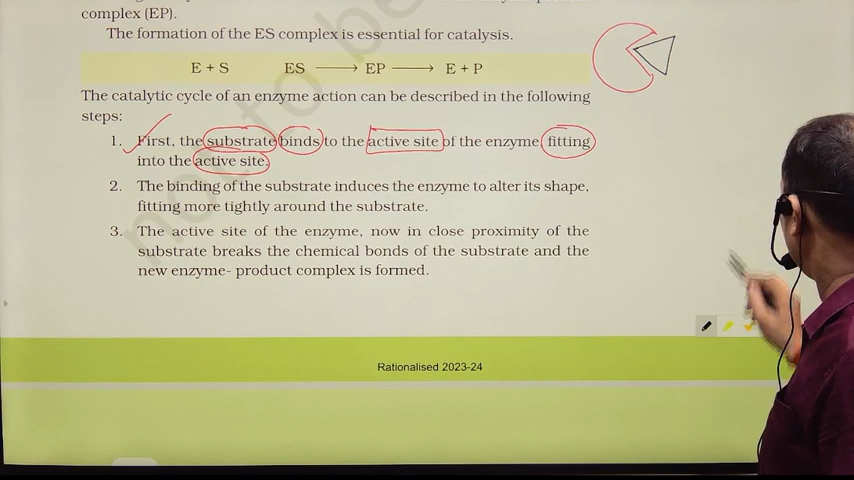 complex (EP).
The formation of the ES complex is essential for catalysis.
E + S ES ⟶ EP ⟶ E + P
The catalytic cycle of an enzyme action can be described in the following
steps:
1. First, the substrate binds to the active site of the enzyme, fitting
into the active site.
2. The binding of the substrate induces the enzyme to alter its shape,
fitting more tightly around the substrate.
3. The active site of the enzyme, now in close proximity of the
substrate breaks the chemical bonds of the substrate and the
new enzyme- product complex is formed.
not to be
Rationalised 2023-24